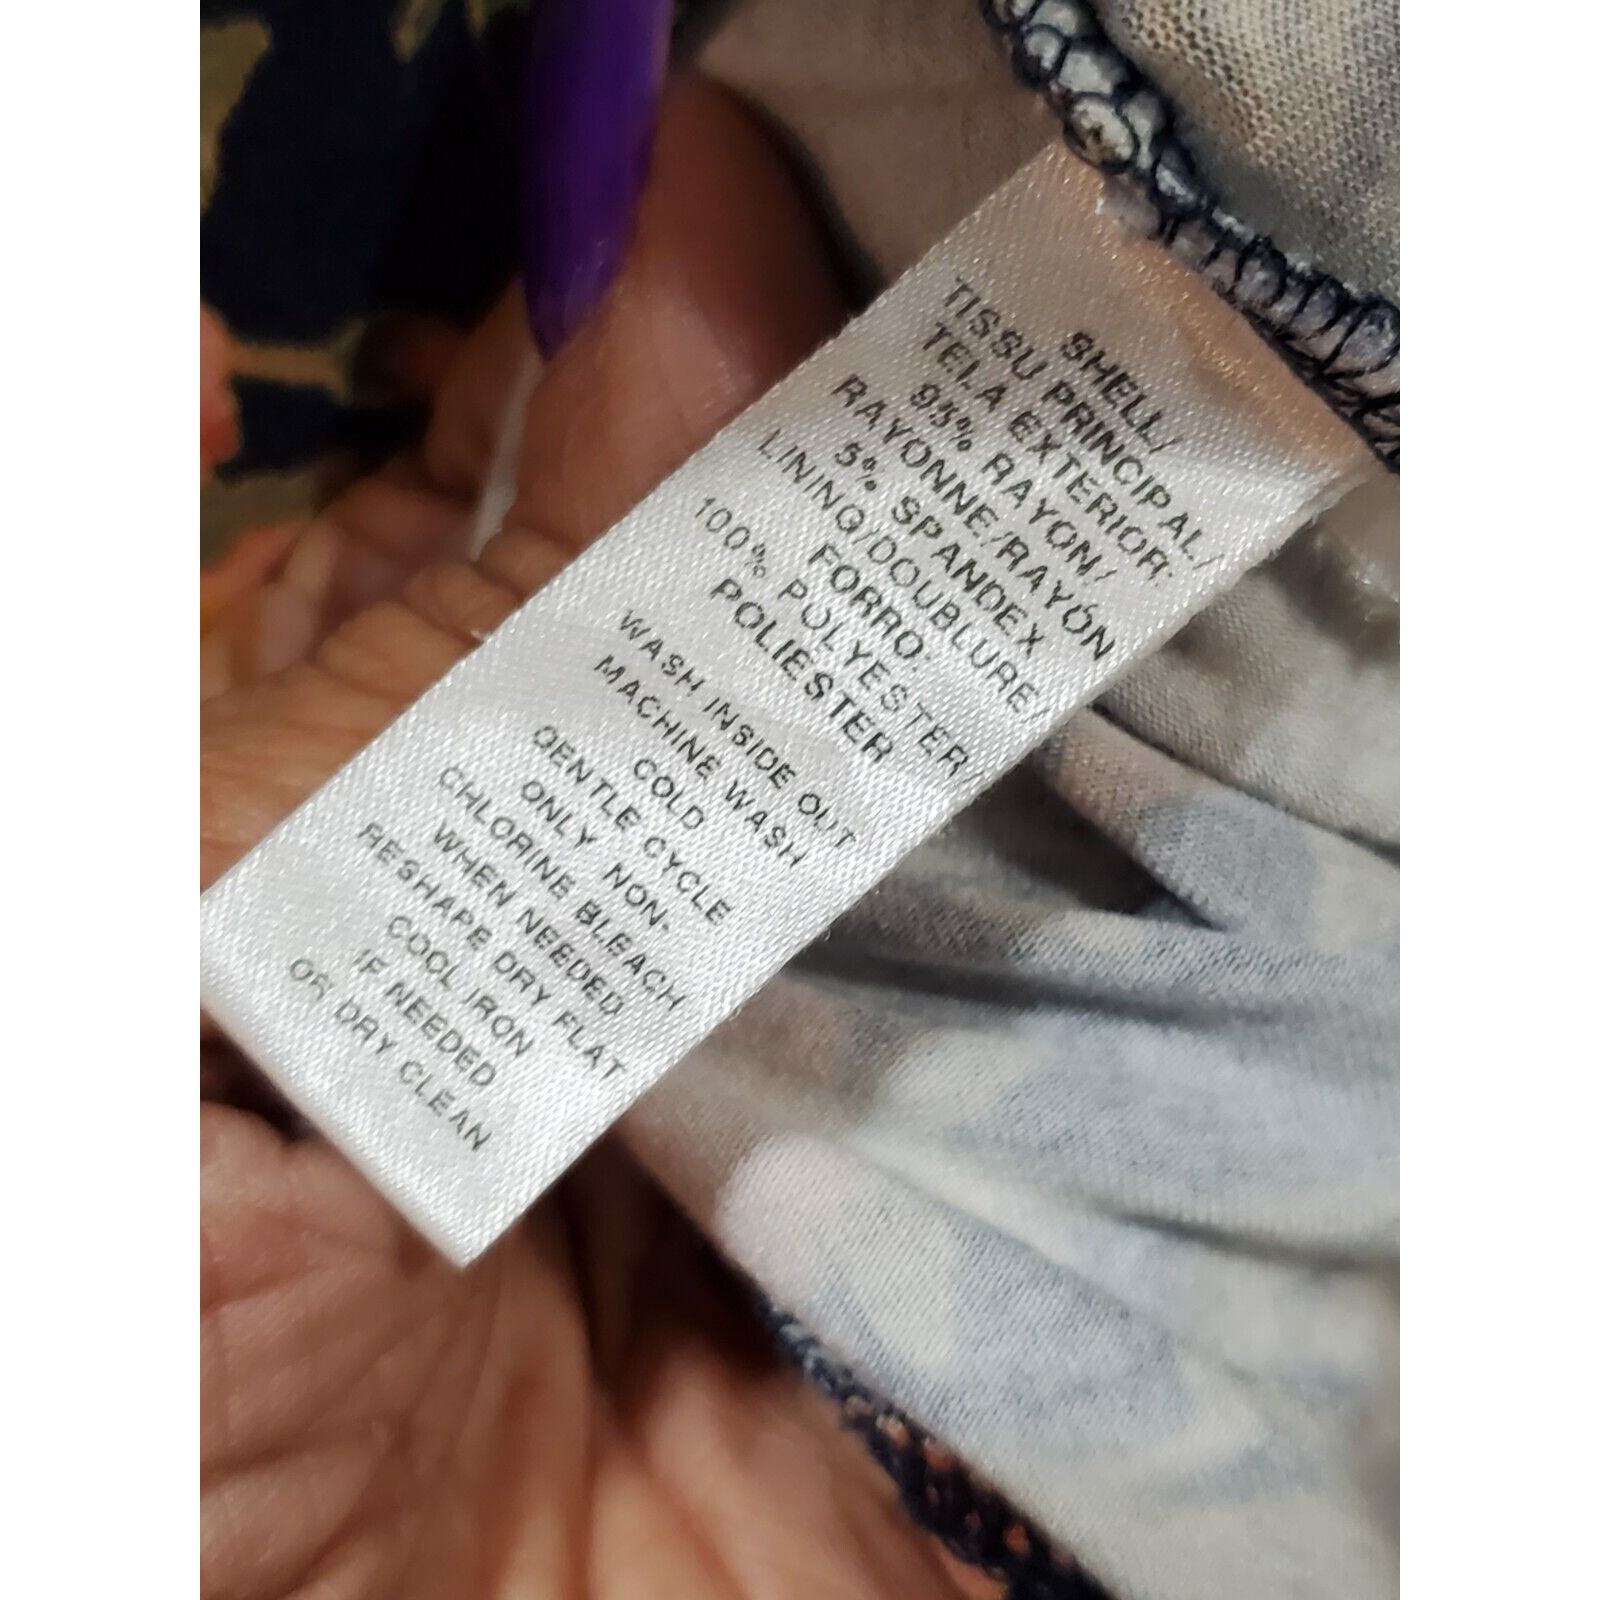 SHELL/
TISSU PRINCIPAL/
TELA EXTERIOR:
95% RAYON/
RAYONNE/RAYÓN
5% SPANDEX
LINING/DOUBLURE/
FORRO:
100% POLYESTER/
POLIESTER
WASH INSIDE OUT
MACHINE WASH
COLD
GENTLE CYCLE
ONLY NON-
CHLORINE BLEACH
WHEN NEEDED
RESHAPE DRY FLAT
COOL IRON
IF NEEDED
OR DRY CLEAN